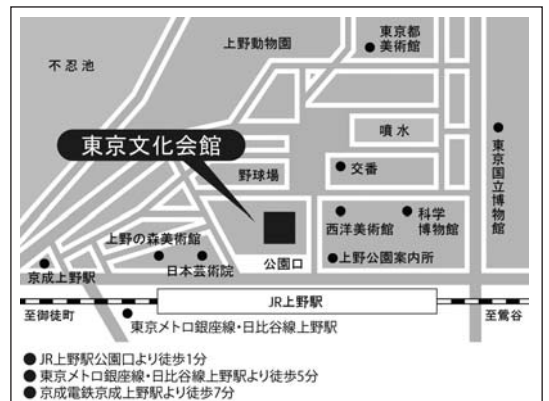 東京都
美術館
上野動物園
不忍池
噴水
東京文化会館
交番
野球場
東京国立博物館
西洋美術館
科学
博物館
上野の森美術館
日本芸術院
公園口
上野公園案内所
京成上野駅
JR上野駅
至御徒町
至鶯谷
東京メトロ銀座線・日比谷線上野駅
●JR上野駅公園口より徒歩1分
●東京メトロ銀座線・日比谷線上野駅より徒歩5分
●京成電鉄京成上野駅より徒歩7分